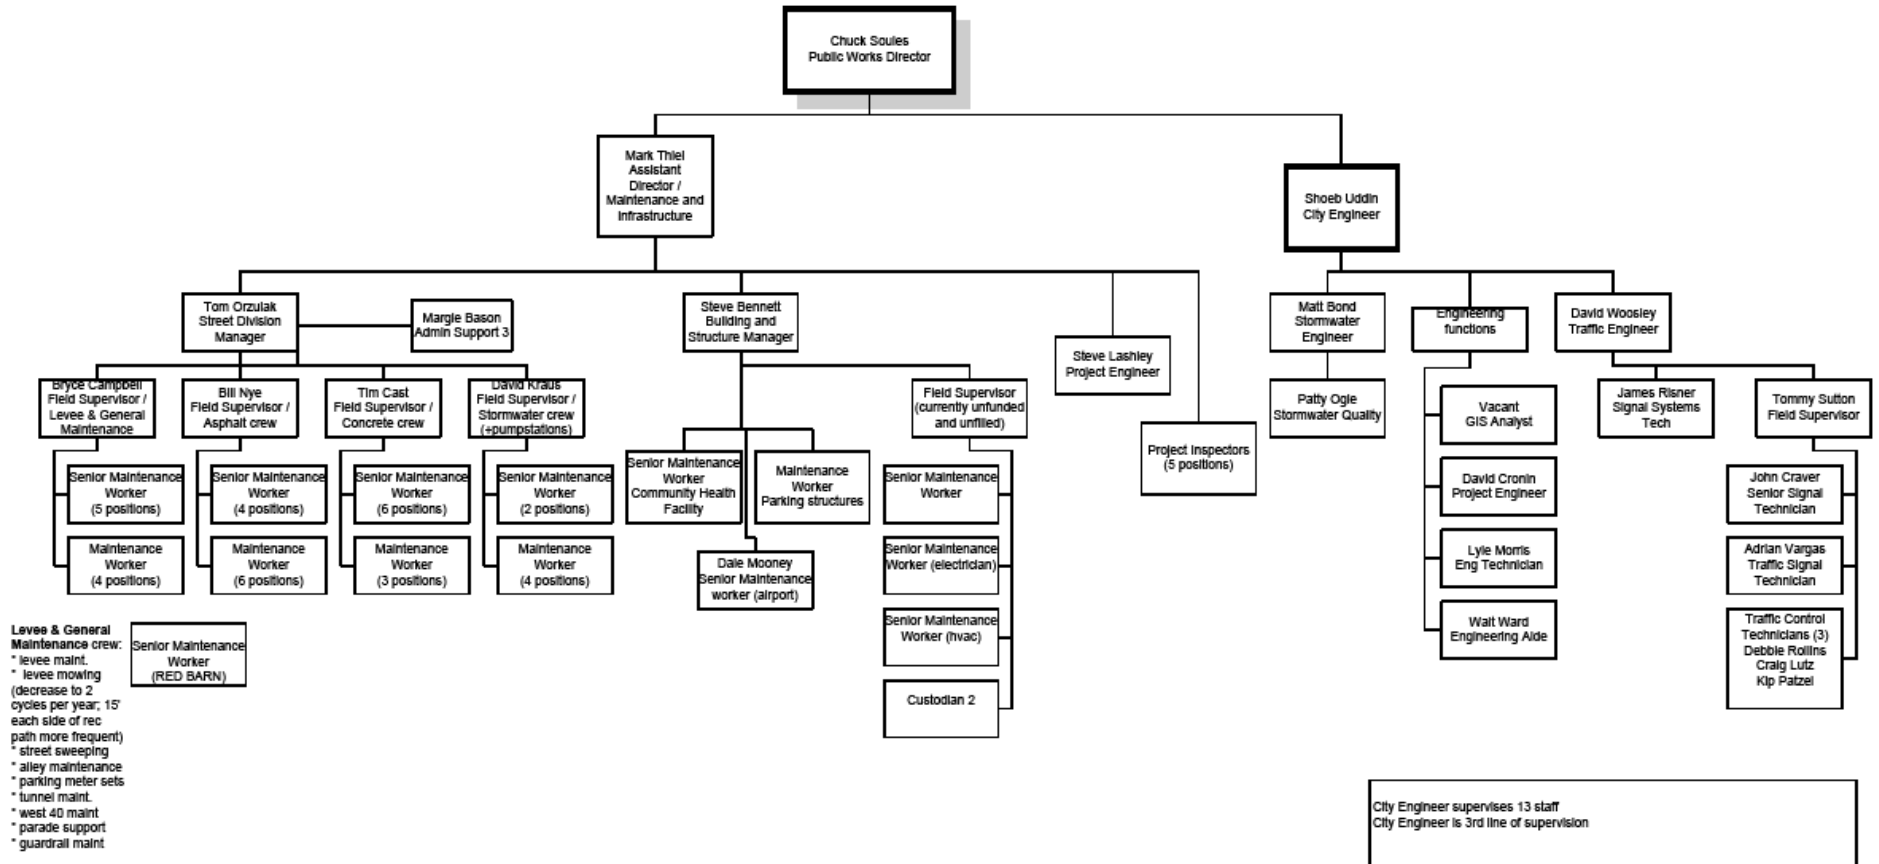 Chuck Soules
Public Works Director
Mark Thiel
Assistant
Director /
Maintenance and
Infrastructure
Shoeb Uddin
City Engineer
Tom Orzulak
Street Division
Manager
Margie Bason
Admin Support 3
Steve Bennett
Building and
Structure Manager
Steve Lashley
Project Engineer
Project Inspectors
(5 positions)
Matt Bond
Stormwater
Engineer
Engineering
functions
David Woosley
Traffic Engineer
Bryce Campbell
Field Supervisor /
Levee & General
Maintenance
Bill Nye
Field Supervisor /
Asphalt crew
Tim Cast
Field Supervisor /
Concrete crew
David Kraus
Field Supervisor /
Stormwater crew
(+pumpstations)
Field Supervisor
(currently unfunded
and unfilled)
Patty Ogle
Stormwater Quality
Vacant
GIS Analyst
James Risner
Signal Systems
Tech
Tommy Sutton
Field Supervisor
Senior Maintenance
Worker
(5 positions)
Senior Maintenance
Worker
(4 positions)
Senior Maintenance
Worker
(6 positions)
Senior Maintenance
Worker
(2 positions)
Senior Maintenance
Worker
Community Health
Facility
Maintenance
Worker
Parking structures
Senior Maintenance
Worker
David Cronin
Project Engineer
John Craver
Senior Signal
Technician
Maintenance
Worker
(4 positions)
Maintenance
Worker
(6 positions)
Maintenance
Worker
(3 positions)
Maintenance
Worker
(4 positions)
Dale Mooney
Senior Maintenance
worker (airport)
Senior Maintenance
Worker (electrician)
Lyle Morris
Eng Technician
Adrian Vargas
Traffic Signal
Technician
Senior Maintenance
Worker (hvac)
Walt Ward
Engineering Aide
Traffic Control
Technicians (3)
Debbie Rollins
Craig Lutz
Kip Patzel
Custodian 2
Levee & General
Maintenance crew:
* levee maint.
* levee mowing
(decrease to 2
cycles per year; 15'
each side of rec
path more frequent)
* street sweeping
* alley maintenance
* parking meter sets
* tunnel maint.
* west 40 maint
* parade support
* guardrail maint
Senior Maintenance
Worker
(RED BARN)
City Engineer supervises 13 staff
City Engineer is 3rd line of supervision